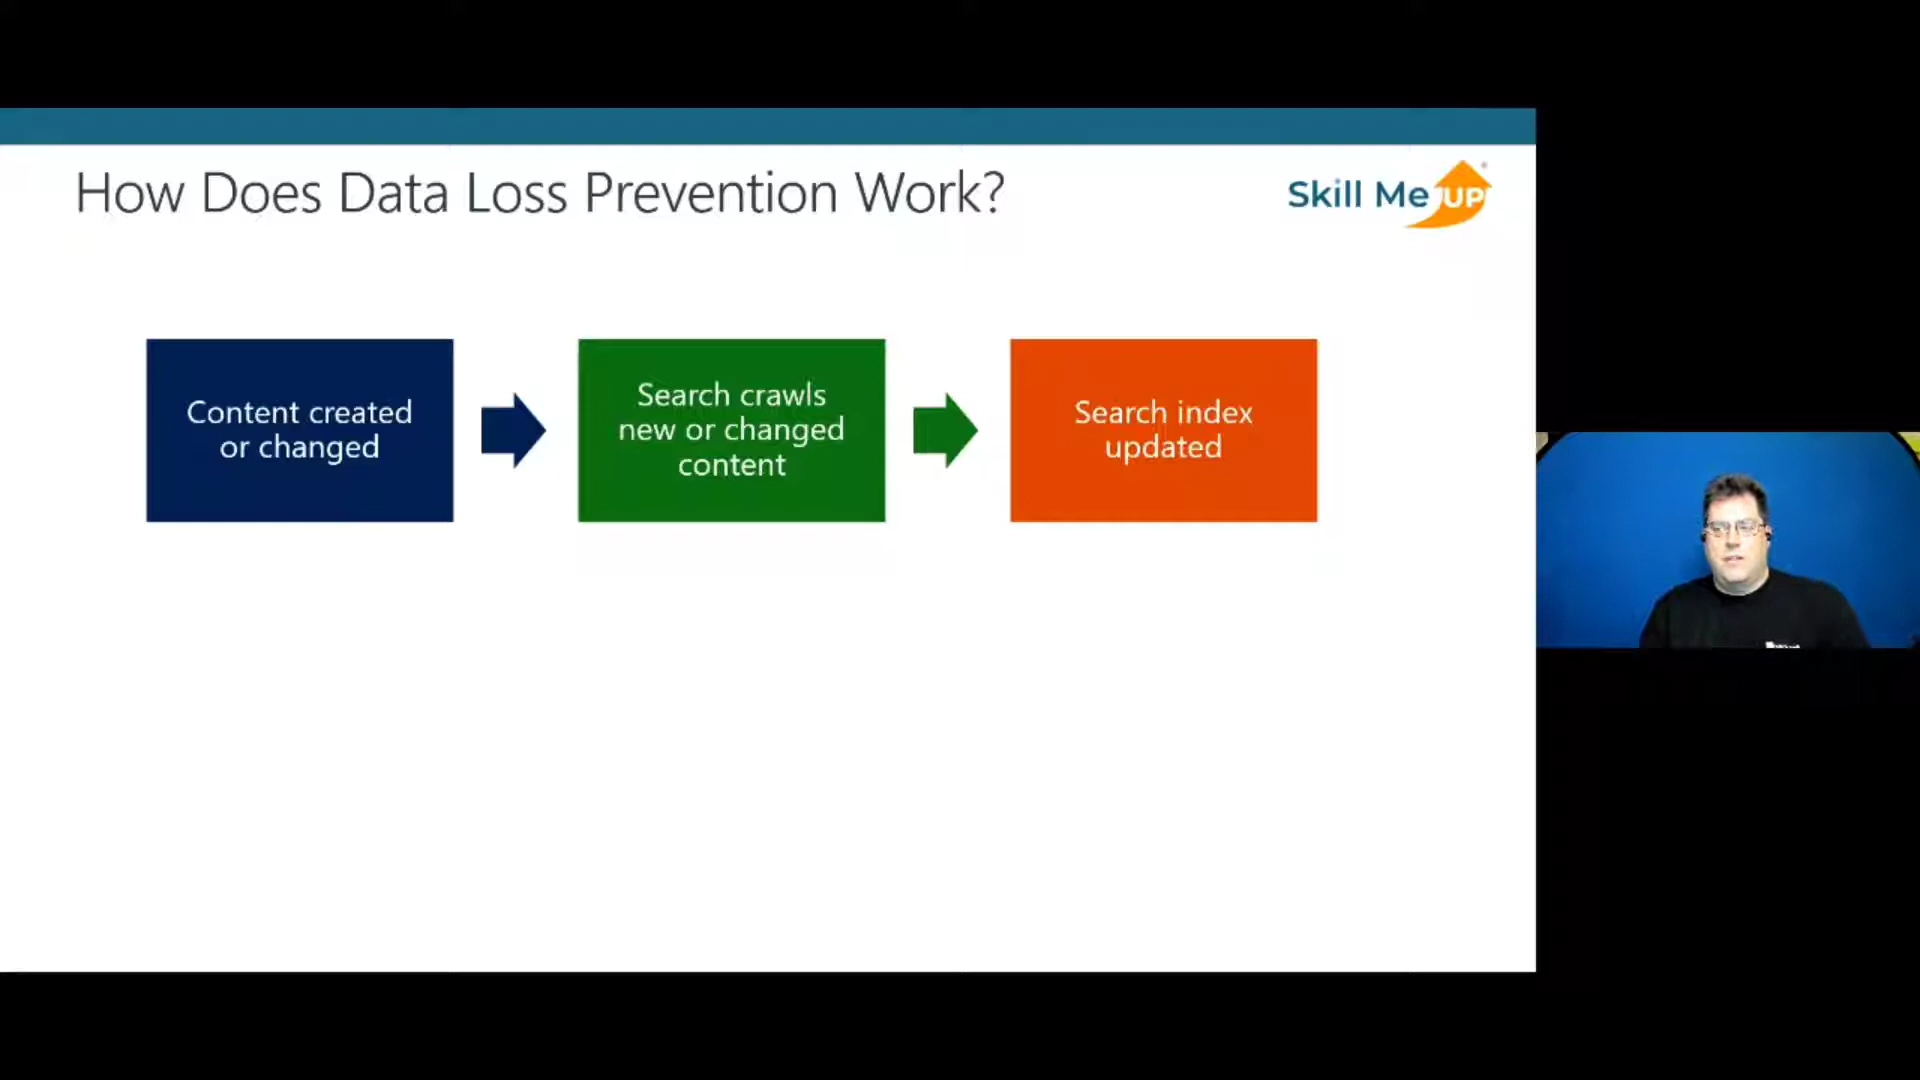 How Does Data Loss Prevention Work?
Skill Me UP
Content created
or changed
Search crawls
new or changed
content
Search index
updated